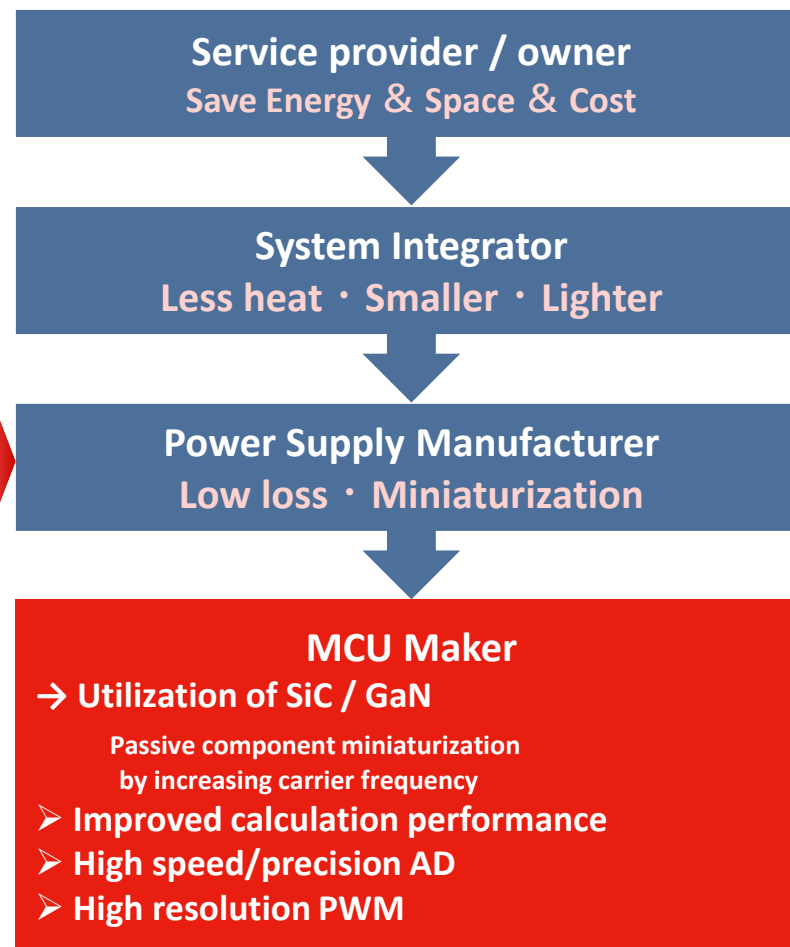 Service provider / owner
Save Energy & Space & Cost
System Integrator
Less heat・Smaller・Lighter
Power Supply Manufacturer
Low loss・Miniaturization
MCU Maker
→ Utilization of SiC / GaN
Passive component miniaturization
by increasing carrier frequency
➢ Improved calculation performance
➢ High speed/precision AD
➢ High resolution PWM